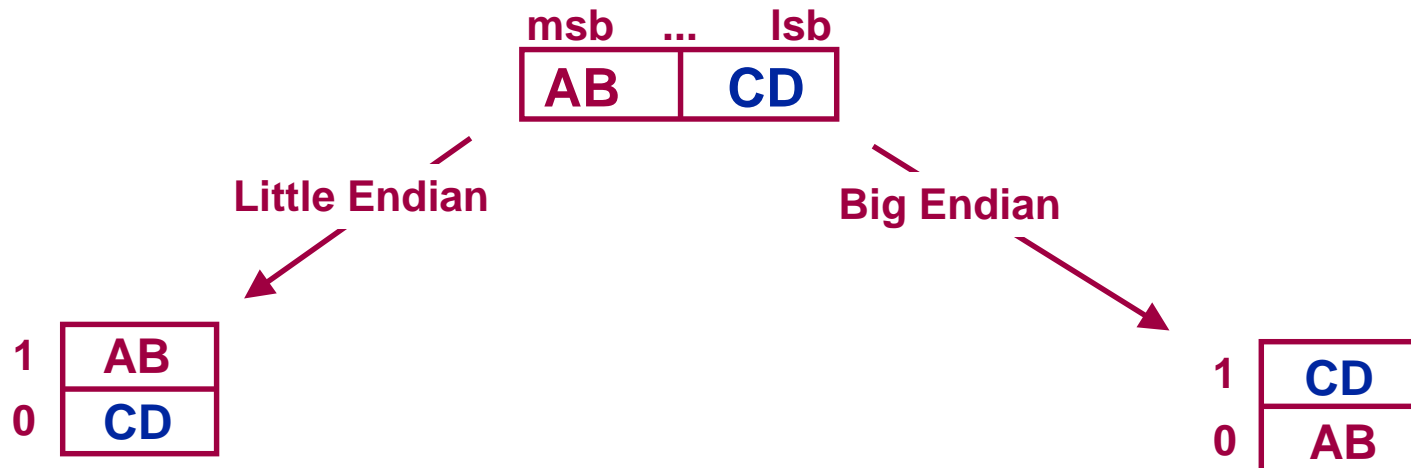 msb ... lsb
AB CD
Little Endian
Big Endian
1 AB
0 CD
1 CD
0 AB